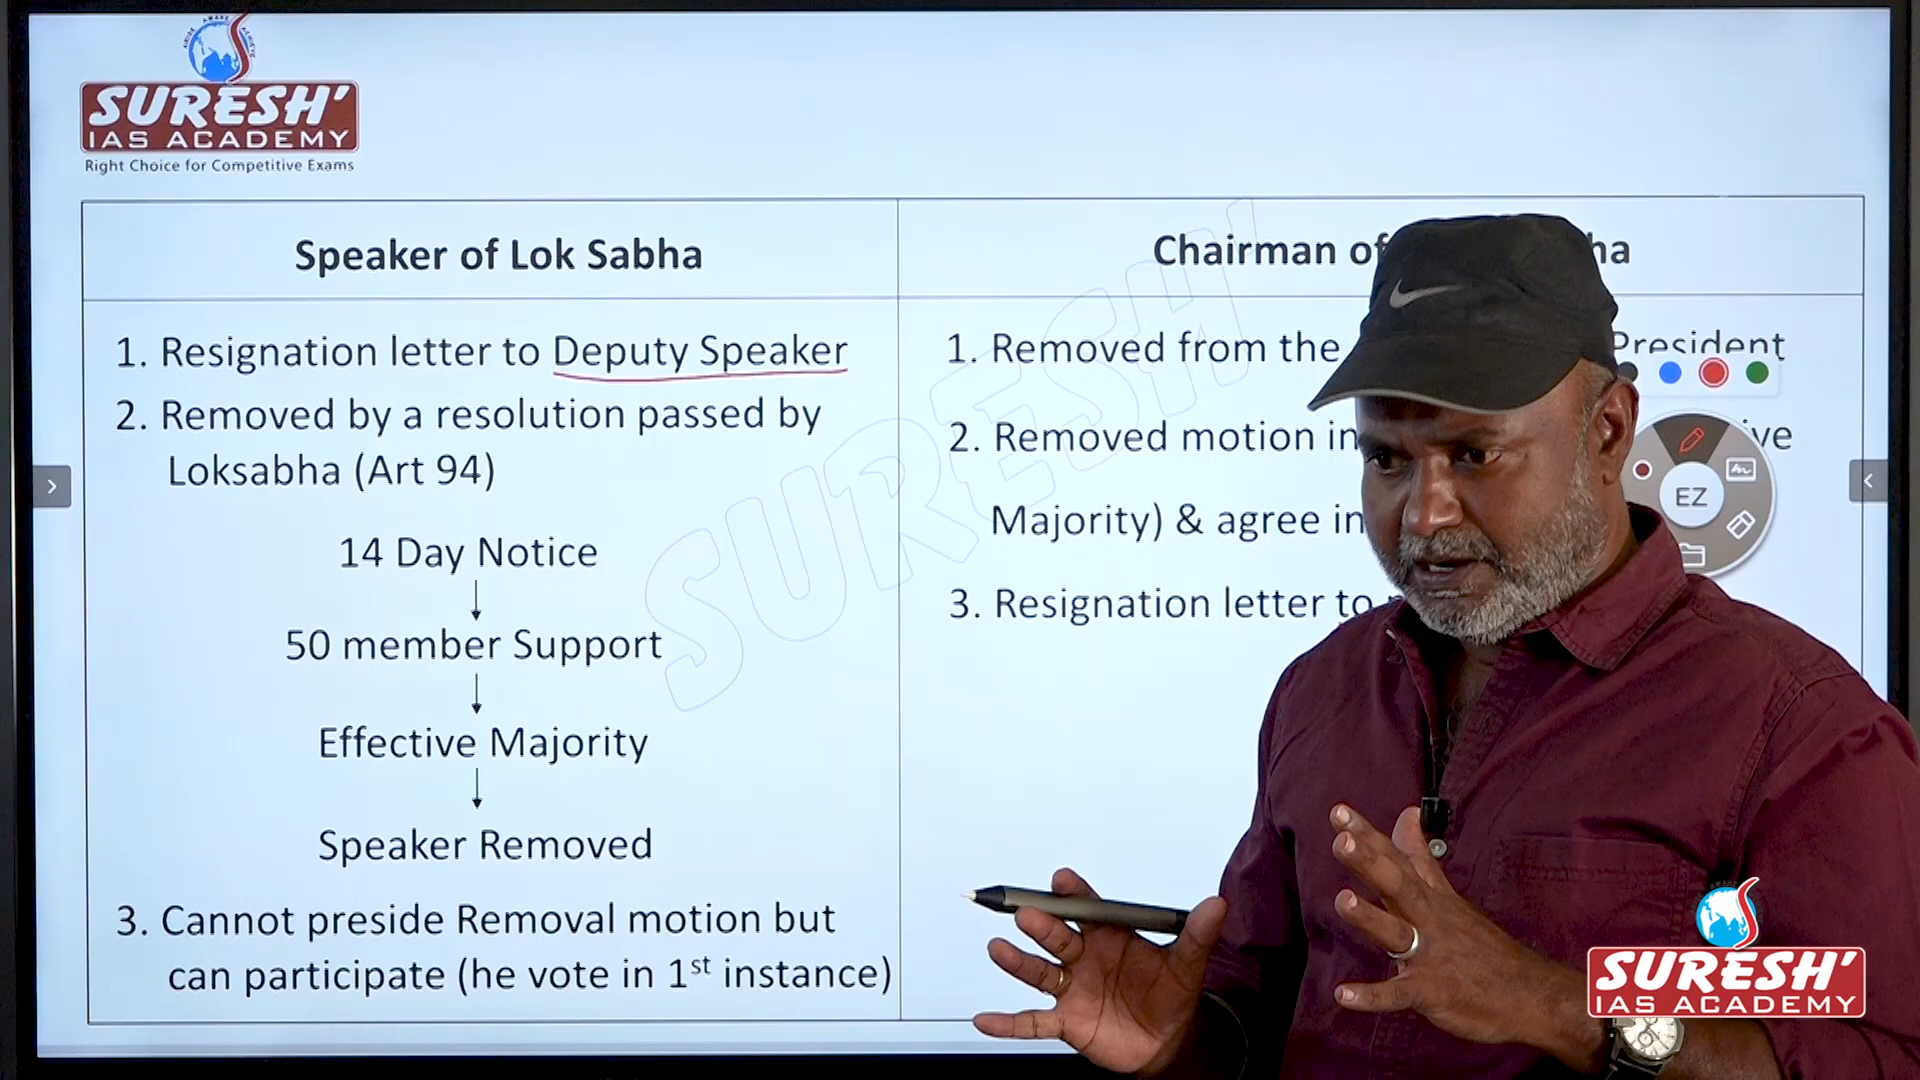 SURESH'
IAS ACADEMY
Right Choice for Competitive Exams
Speaker of Lok Sabha
1. Resignation letter to Deputy Speaker
2. Removed by a resolution passed by
Loksabha (Art 94)
14 Day Notice
50 member Support
Effective Majority
Speaker Removed
3. Cannot preside Removal motion but
can participate (he vote in 1st instance)
Chairman of
1. Removed from the President
2. Removed motion in
Majority) & agree in
3. Resignation letter to
SURESH'
EZ
SURESH'
IAS ACADEMY